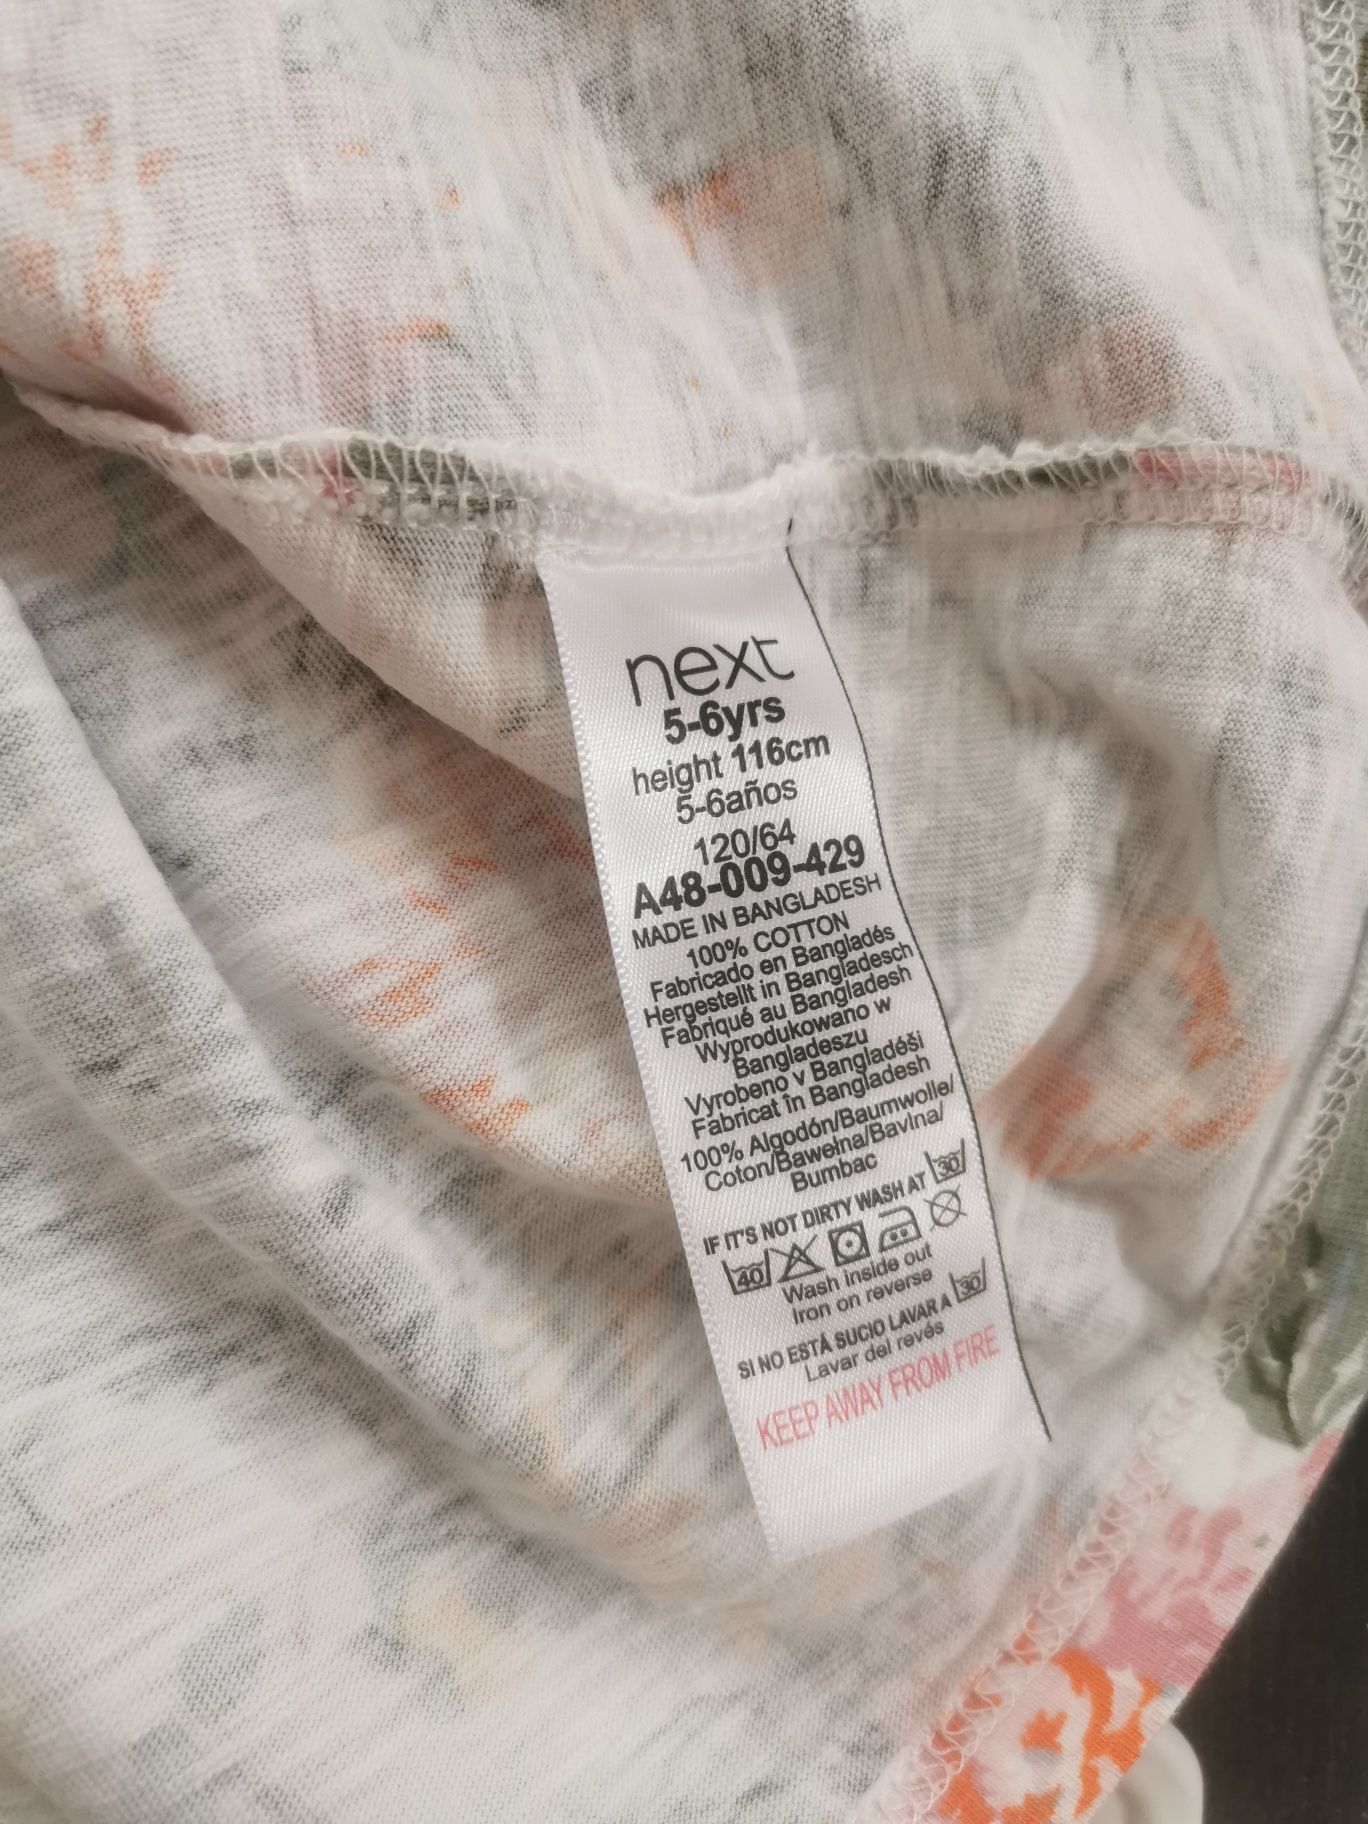 next
5-6yrs
height 116cm
5-6años
120/64
A48-009-429
MADE IN BANGLADESH
100% COTTON
Fabricado en Bangladés
Hergestellt in Bangladesch
Fabriqué au Bangladesh
Wyprodukowano w
Bangladeszu
Vyrobeno v Bangladéši
Fabricat în Bangladesh
100% Algodón/Baumwolle/
Coton/Bawełna/Bavlna/
Bumbac
IF IT'S NOT DIRTY WASH AT 30
40
Wash inside out
Iron on reverse
SI NO ESTÁ SUCIO LAVAR A 30
Lavar del revés
KEEP AWAY FROM FIRE